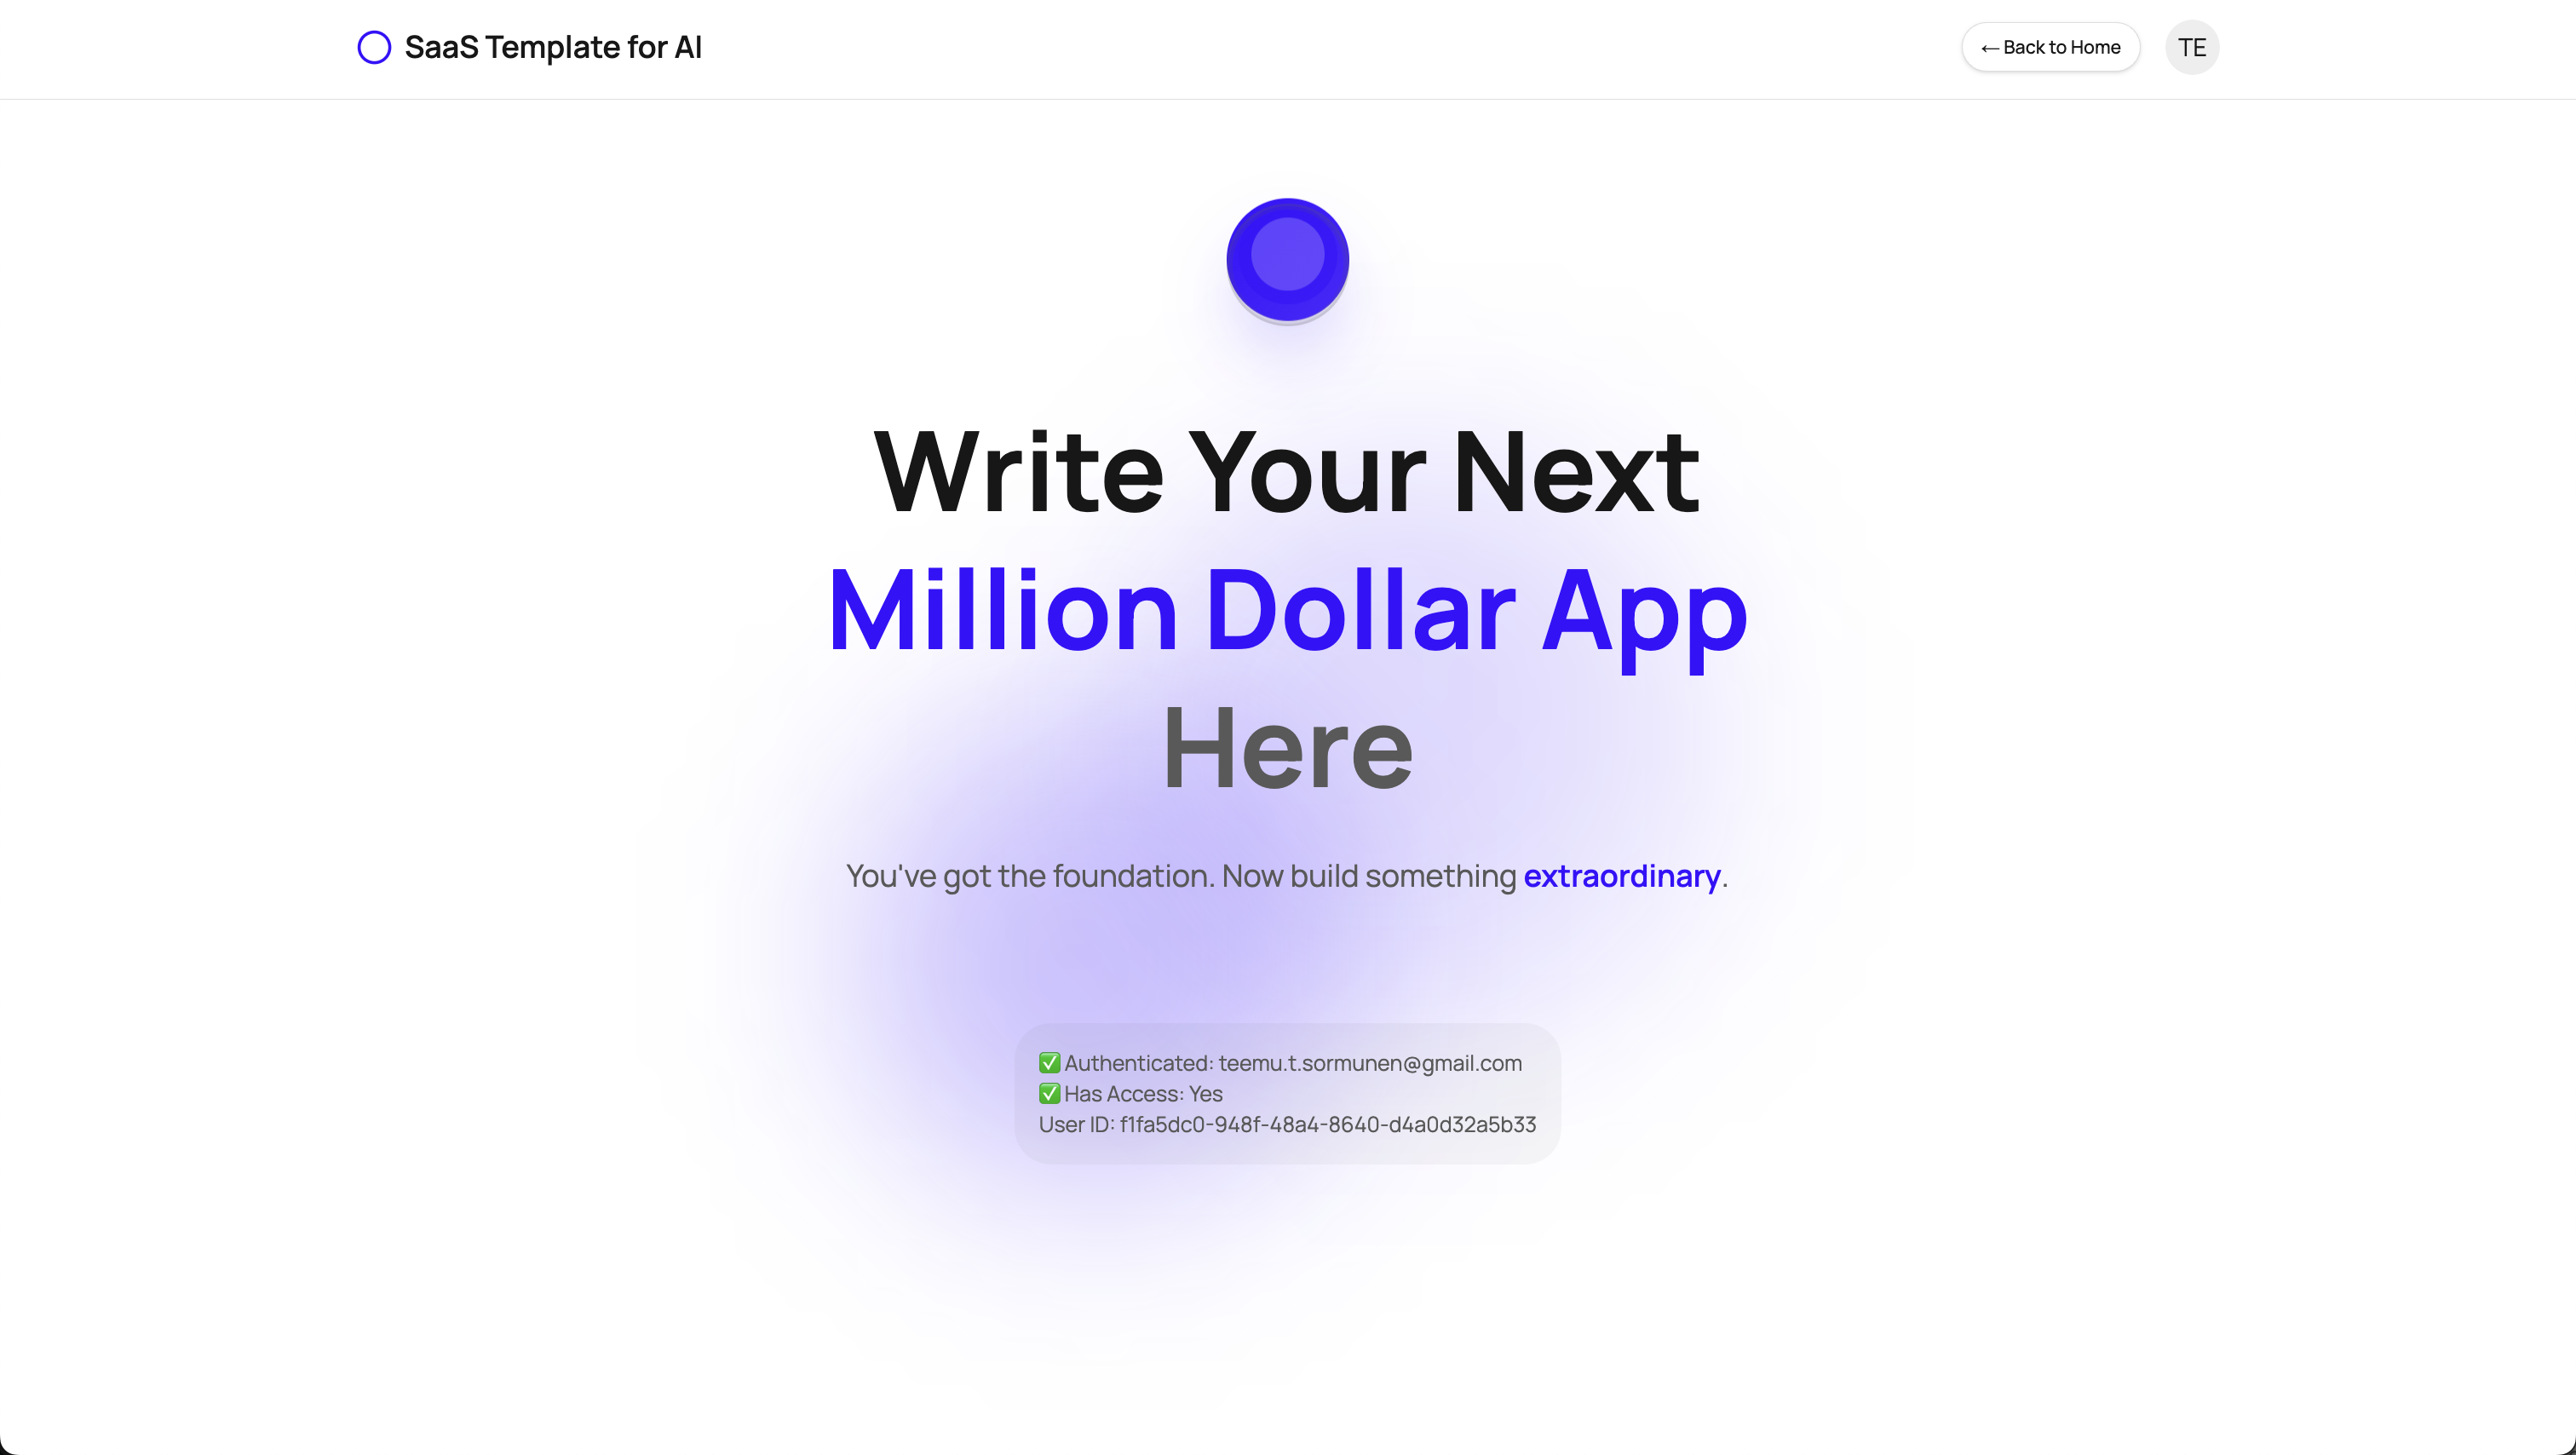 SaaS Template for AI
← Back to Home
TE
Write Your Next
Million Dollar App
Here
You've got the foundation. Now build something extraordinary.
✅ Authenticated: teemu.t.sormunen@gmail.com
✅ Has Access: Yes
User ID: f1fa5dc0-948f-48a4-8640-d4a0d32a5b33